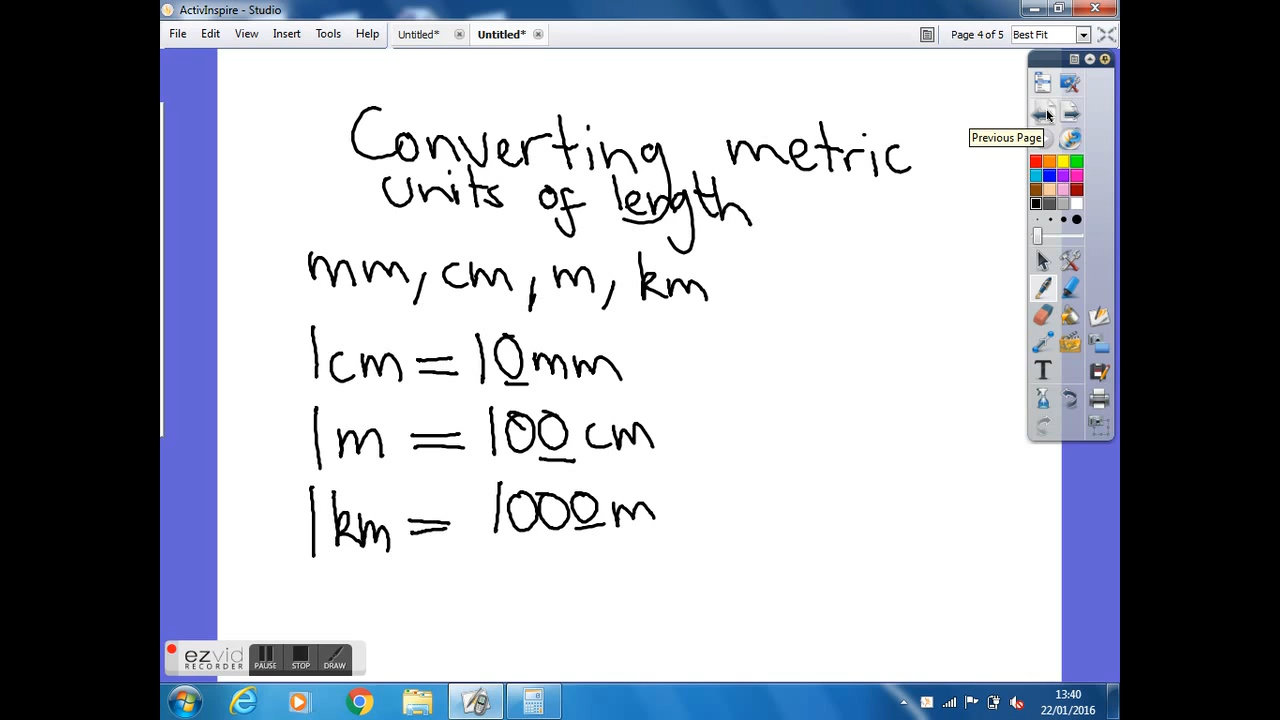 ActivInspire - Studio
File Edit View Insert Tools Help Untitled* Untitled* Page 4 of 5 Best Fit
Previous Page
Converting metric
units of length
mm, cm, m, km
1cm = 10mm
1m = 100cm
1km = 1000m
T
ezvid
RECORDER
PAUSE STOP DRAW
13:40
22/01/2016